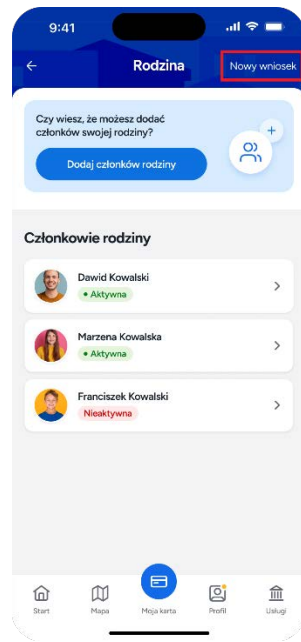 9:41
Rodzina
Nowy wniosek
Czy wiesz, że możesz dodać
członków swojej rodziny?
Dodaj członków rodziny
Członkowie rodziny
Dawid Kowalski
Aktywna
Marzena Kowalska
Aktywna
Franciszek Kowalski
Nieaktywna
Start
Mapa
Moja karta
Profil
Usługi